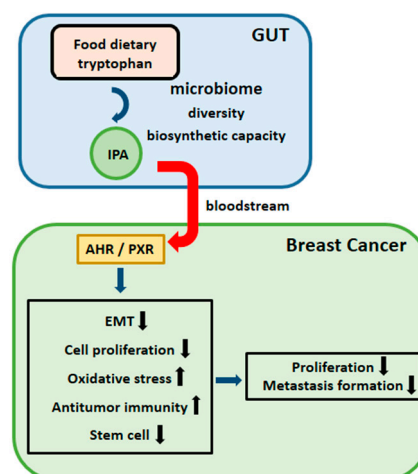 GUT
Food dietary
tryptophan
microbiome
diversity
biosynthetic capacity
IPA
bloodstream
Breast Cancer
AHR / PXR
EMT
Cell proliferation
Oxidative stress
Antitumor immunity
Stem cell
Proliferation
Metastasis formation